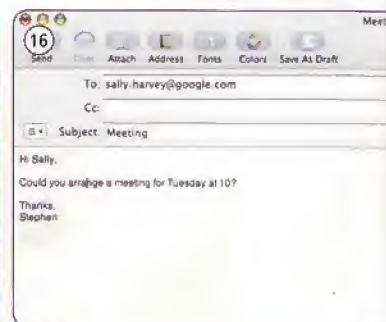 Meet
16
Send Chat Attach Address Fonts Colors Save As Draft
To: sally.harvey@google.com
Cc:
Subject: Meeting
Hi Sally,
Could you arrange a meeting for Tuesday at 10?
Thanks,
Stephen